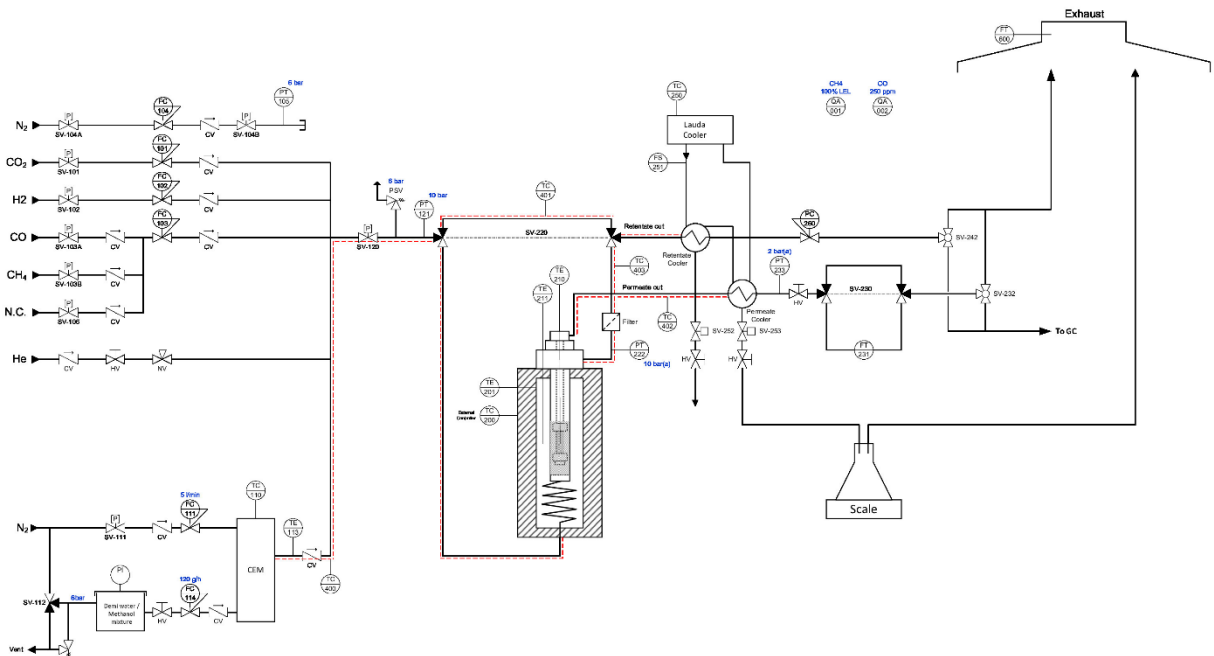 Exhaust
FT
600
6 bar
PT
105
CH4
100% LEL
QA
001
CO
250 ppm
QA
002
TC
250
Lauda
Cooler
FS
251
N₂
[P]
SV-104A
FC
104
CV
[P]
SV-104B
CO₂
[P]
SV-101
FC
101
CV
H2
[P]
SV-102
FC
102
CV
CO
[P]
SV-103A
CV
FC
103
CV
CH₄
[P]
SV-103B
CV
N.C.
[P]
SV-106
CV
He
CV
HV
NV
6 bar
PSV
[P]
SV-120
10 bar
PT
121
TC
401
SV-220
Retentate out
TC
403
Retentate
Cooler
PC
260
SV-242
TE
210
TE
211
Permeate out
TC
402
Permeate
Cooler
2 bar(a)
PT
233
HV
SV-230
FT
231
SV-232
To GC
Filter
PT
222
10 bar(a)
SV-252
HV
SV-253
HV
TE
201
External
Controller
TC
200
Scale
N₂
[P]
SV-111
CV
5 l/min
FC
111
TC
110
CEM
TE
113
CV
TC
400
SV-112
6bar
PI
Demi water /
Methanol
mixture
HV
120 g/h
FC
114
CV
Vent